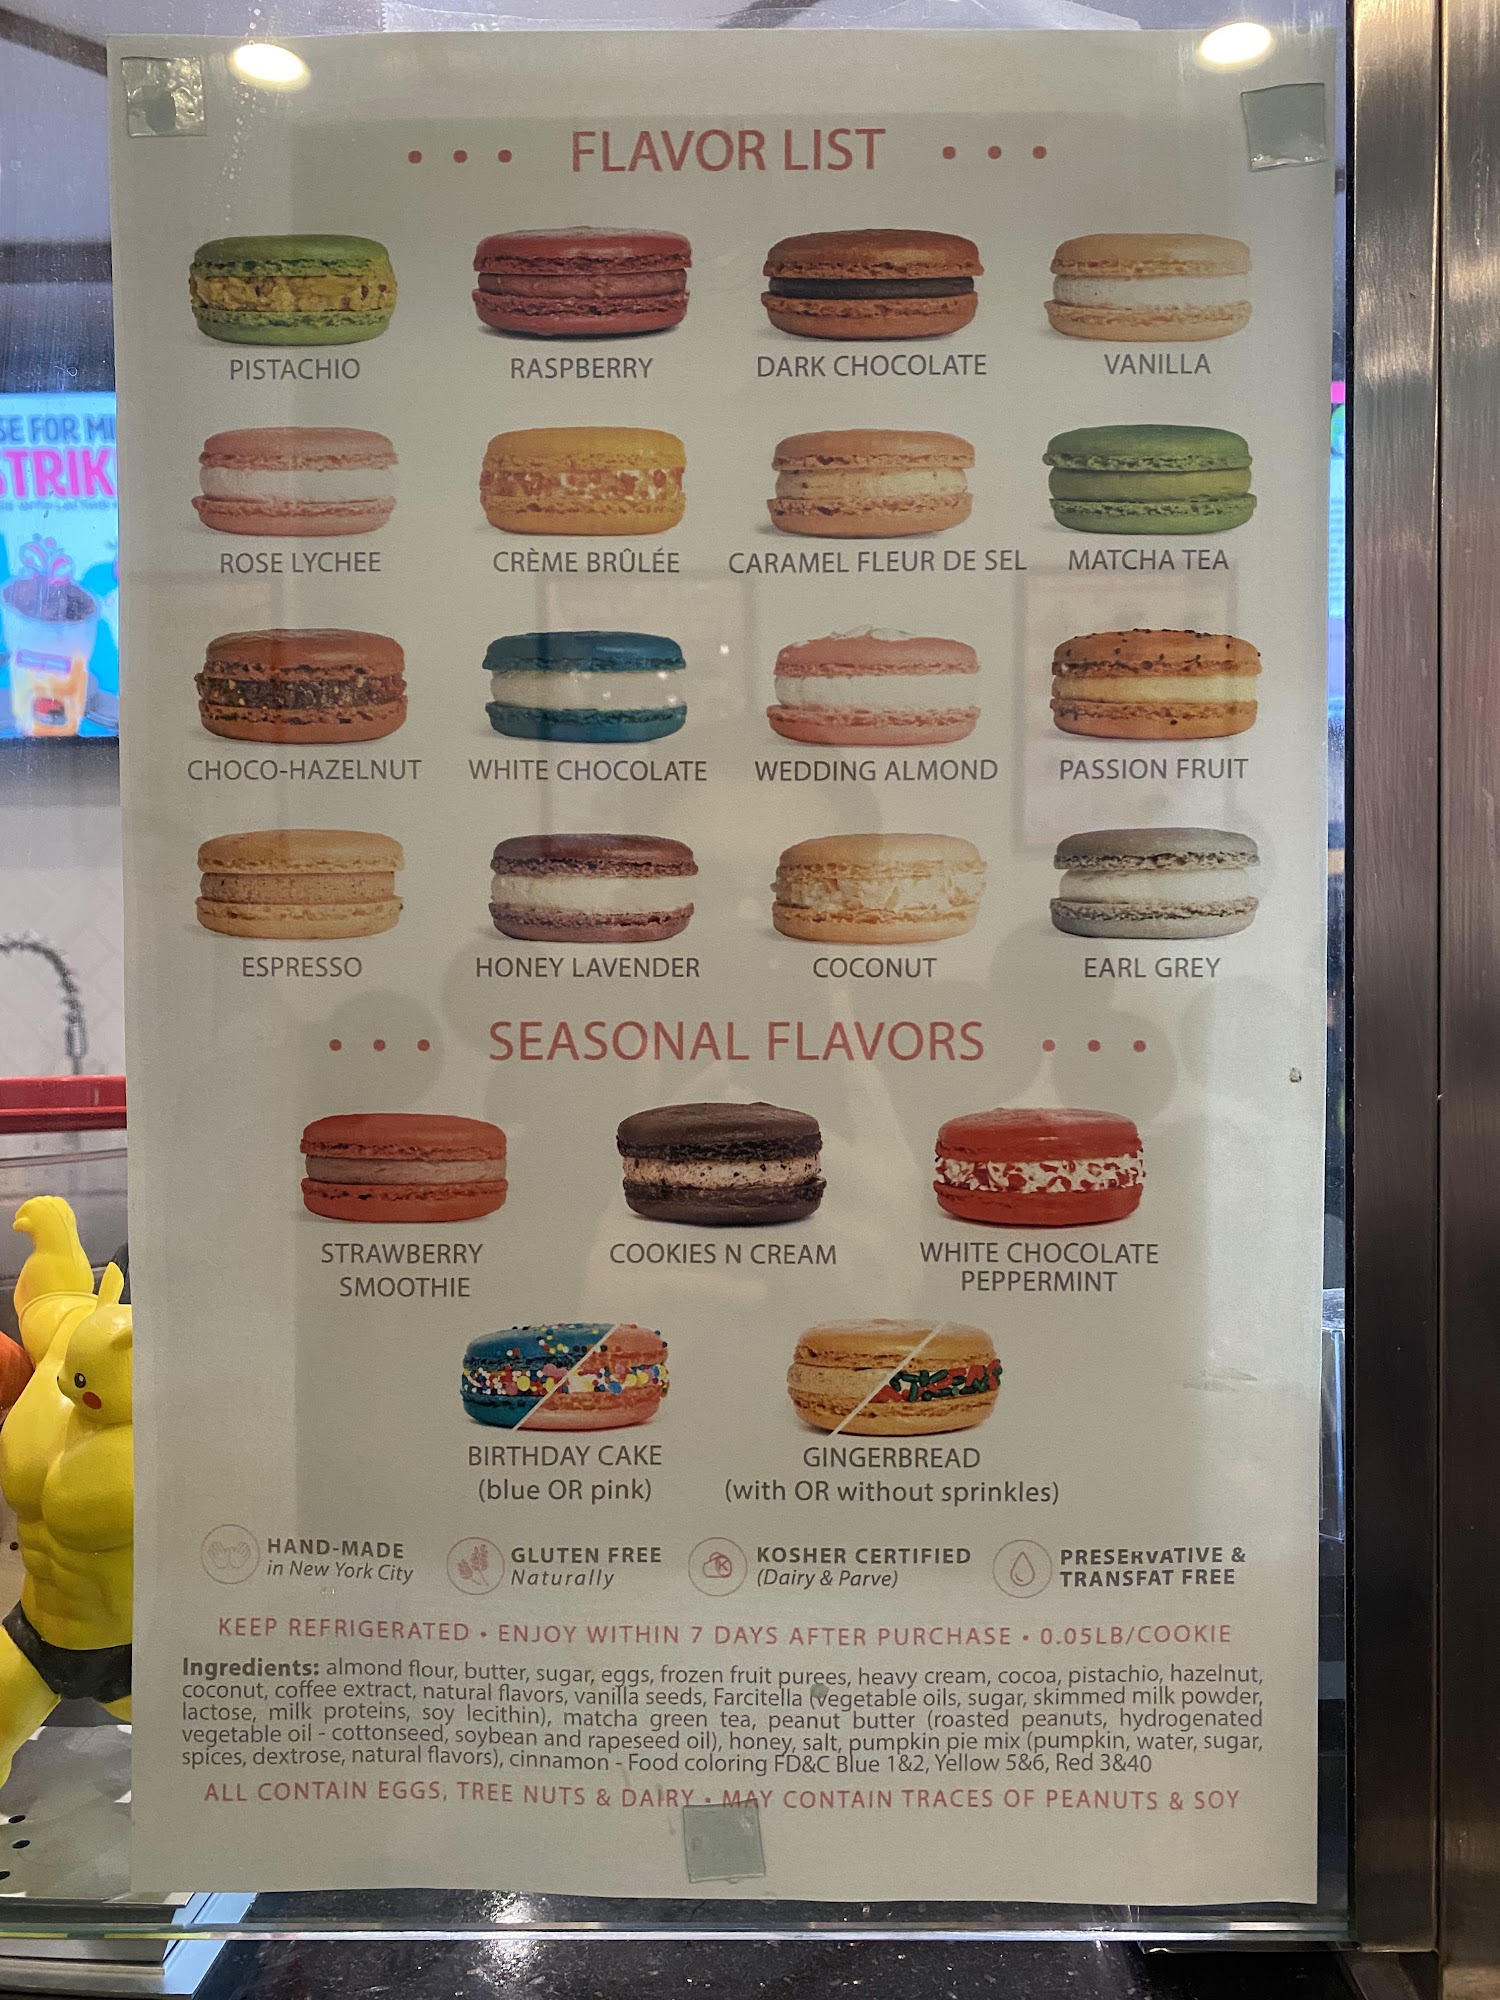 • • • FLAVOR LIST • • •
PISTACHIO
RASPBERRY
DARK CHOCOLATE
VANILLA
ROSE LYCHEE
CRÈME BRÛLÉE
CARAMEL FLEUR DE SEL
MATCHA TEA
CHOCO-HAZELNUT
WHITE CHOCOLATE
WEDDING ALMOND
PASSION FRUIT
ESPRESSO
HONEY LAVENDER
COCONUT
EARL GREY
• • • SEASONAL FLAVORS • • •
STRAWBERRY
SMOOTHIE
COOKIES N CREAM
WHITE CHOCOLATE
PEPPERMINT
BIRTHDAY CAKE
(blue OR pink)
GINGERBREAD
(with OR without sprinkles)
HAND-MADE
in New York City
GLUTEN FREE
Naturally
K
KOSHER CERTIFIED
(Dairy & Parve)
PRESERVATIVE &
TRANSFAT FREE
KEEP REFRIGERATED • ENJOY WITHIN 7 DAYS AFTER PURCHASE • 0.05LB/COOKIE
Ingredients: almond flour, butter, sugar, eggs, frozen fruit purees, heavy cream, cocoa, pistachio, hazelnut,
coconut, coffee extract, natural flavors, vanilla seeds, Farcitella (vegetable oils, sugar, skimmed milk powder,
lactose, milk proteins, soy lecithin), matcha green tea, peanut butter (roasted peanuts, hydrogenated
vegetable oil - cottonseed, soybean and rapeseed oil), honey, salt, pumpkin pie mix (pumpkin, water, sugar,
spices, dextrose, natural flavors), cinnamon - Food coloring FD&C Blue 1&2, Yellow 5&6, Red 3&40
ALL CONTAIN EGGS, TREE NUTS & DAIRY • MAY CONTAIN TRACES OF PEANUTS & SOY
SE FOR MI
STRIK